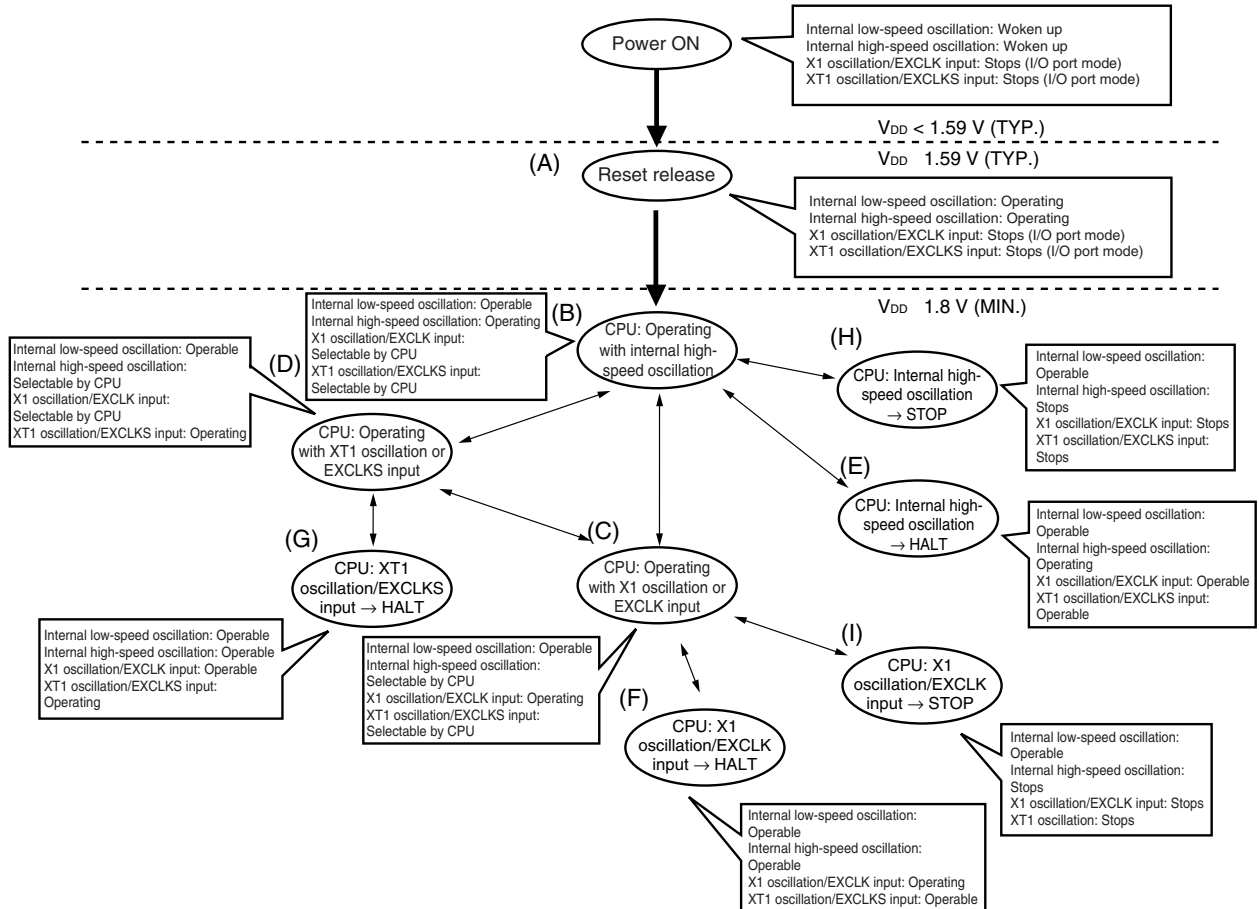 Power ON
Internal low-speed oscillation: Woken up
Internal high-speed oscillation: Woken up
X1 oscillation/EXCLK input: Stops (I/O port mode)
XT1 oscillation/EXCLKS input: Stops (I/O port mode)
VDD < 1.59 V (TYP.)
(A)
VDD 1.59 V (TYP.)
Reset release
Internal low-speed oscillation: Operating
Internal high-speed oscillation: Operating
X1 oscillation/EXCLK input: Stops (I/O port mode)
XT1 oscillation/EXCLKS input: Stops (I/O port mode)
VDD 1.8 V (MIN.)
(B)
Internal low-speed oscillation: Operable
Internal high-speed oscillation: Operating
X1 oscillation/EXCLK input:
Selectable by CPU
XT1 oscillation/EXCLKS input:
Selectable by CPU
CPU: Operating
with internal high-
speed oscillation
(D)
Internal low-speed oscillation: Operable
Internal high-speed oscillation:
Selectable by CPU
X1 oscillation/EXCLK input:
Selectable by CPU
XT1 oscillation/EXCLKS input: Operating
CPU: Operating
with XT1 oscillation or
EXCLKS input
(H)
CPU: Internal high-
speed oscillation
→ STOP
Internal low-speed oscillation:
Operable
Internal high-speed oscillation:
Stops
X1 oscillation/EXCLK input: Stops
XT1 oscillation/EXCLKS input:
Stops
(E)
CPU: Internal high-
speed oscillation
→ HALT
Internal low-speed oscillation:
Operable
Internal high-speed oscillation:
Operating
X1 oscillation/EXCLK input: Operable
XT1 oscillation/EXCLKS input:
Operable
(G)
CPU: XT1
oscillation/EXCLKS
input → HALT
Internal low-speed oscillation: Operable
Internal high-speed oscillation: Operable
X1 oscillation/EXCLK input: Operable
XT1 oscillation/EXCLKS input:
Operating
(C)
CPU: Operating
with X1 oscillation or
EXCLK input
Internal low-speed oscillation: Operable
Internal high-speed oscillation:
Selectable by CPU
X1 oscillation/EXCLK input: Operating
XT1 oscillation/EXCLKS input:
Selectable by CPU
(I)
CPU: X1
oscillation/EXCLK
input → STOP
Internal low-speed oscillation:
Operable
Internal high-speed oscillation:
Stops
X1 oscillation/EXCLK input: Stops
XT1 oscillation: Stops
(F)
CPU: X1
oscillation/EXCLK
input → HALT
Internal low-speed oscillation:
Operable
Internal high-speed oscillation:
Operable
X1 oscillation/EXCLK input: Operating
XT1 oscillation/EXCLKS input: Operable